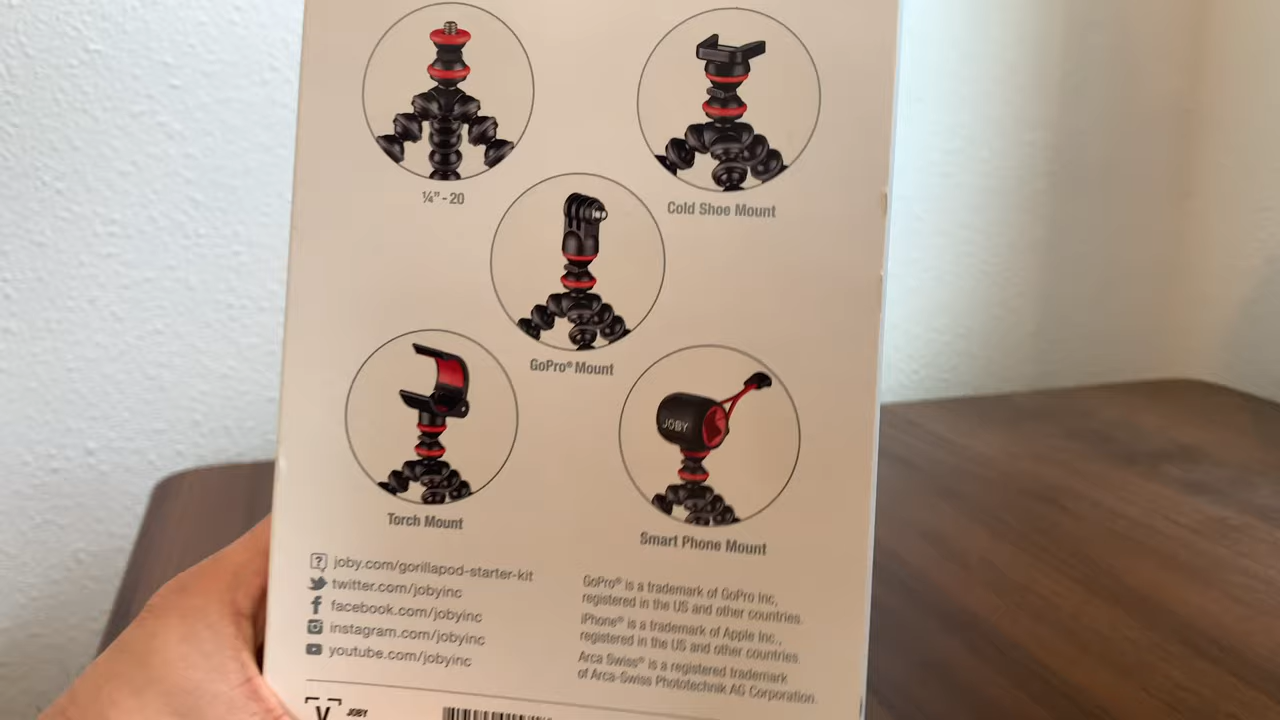 ¼"-20
Cold Shoe Mount
GoPro® Mount
JOBY
Torch Mount
Smart Phone Mount
joby.com/gorillapod-starter-kit
twitter.com/jobyinc
facebook.com/jobyinc
instagram.com/jobyinc
youtube.com/jobyinc
GoPro® is a trademark of GoPro Inc,
registered in the US and other countries.
iPhone® is a trademark of Apple Inc.,
registered in the US and other countries.
Arca Swiss® is a registered trademark
of Arca-Swiss Phototechnik AG Corporation.
JOBY